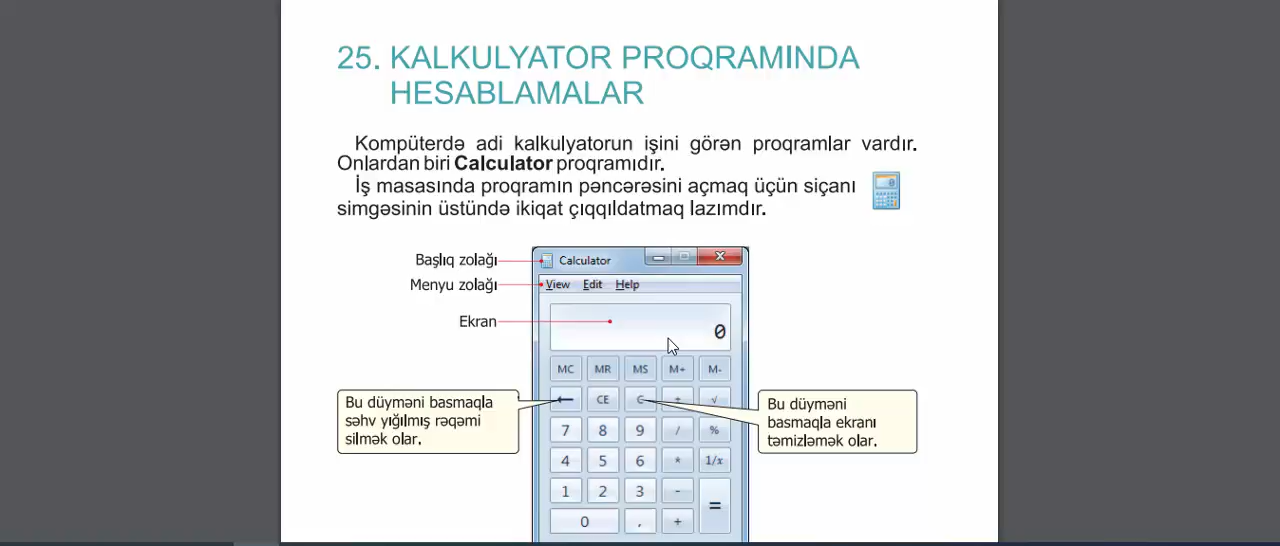 25. KALKULYATOR PROQRAMINDA
HESABLAMALAR
Kompüterdə adi kalkulyatorun işini görən proqramlar vardır.
Onlardan biri Calculator proqramıdır.
İş masasında proqramın pəncərəsini açmaq üçün siçanı
simgəsinin üstündə ikiqat çıqqıldatmaq lazımdır.
Başlıq zolağı
Calculator
Menyu zolağı
View Edit Help
Ekran
0
MC MR MS M+ M-
← CE C ± √
Bu düyməni basmaqla
səhv yığılmış rəqəmi
silmək olar.
Bu düyməni
basmaqla ekranı
təmizləmək olar.
7 8 9 / %
4 5 6 * 1/x
1 2 3 - =
0 , +